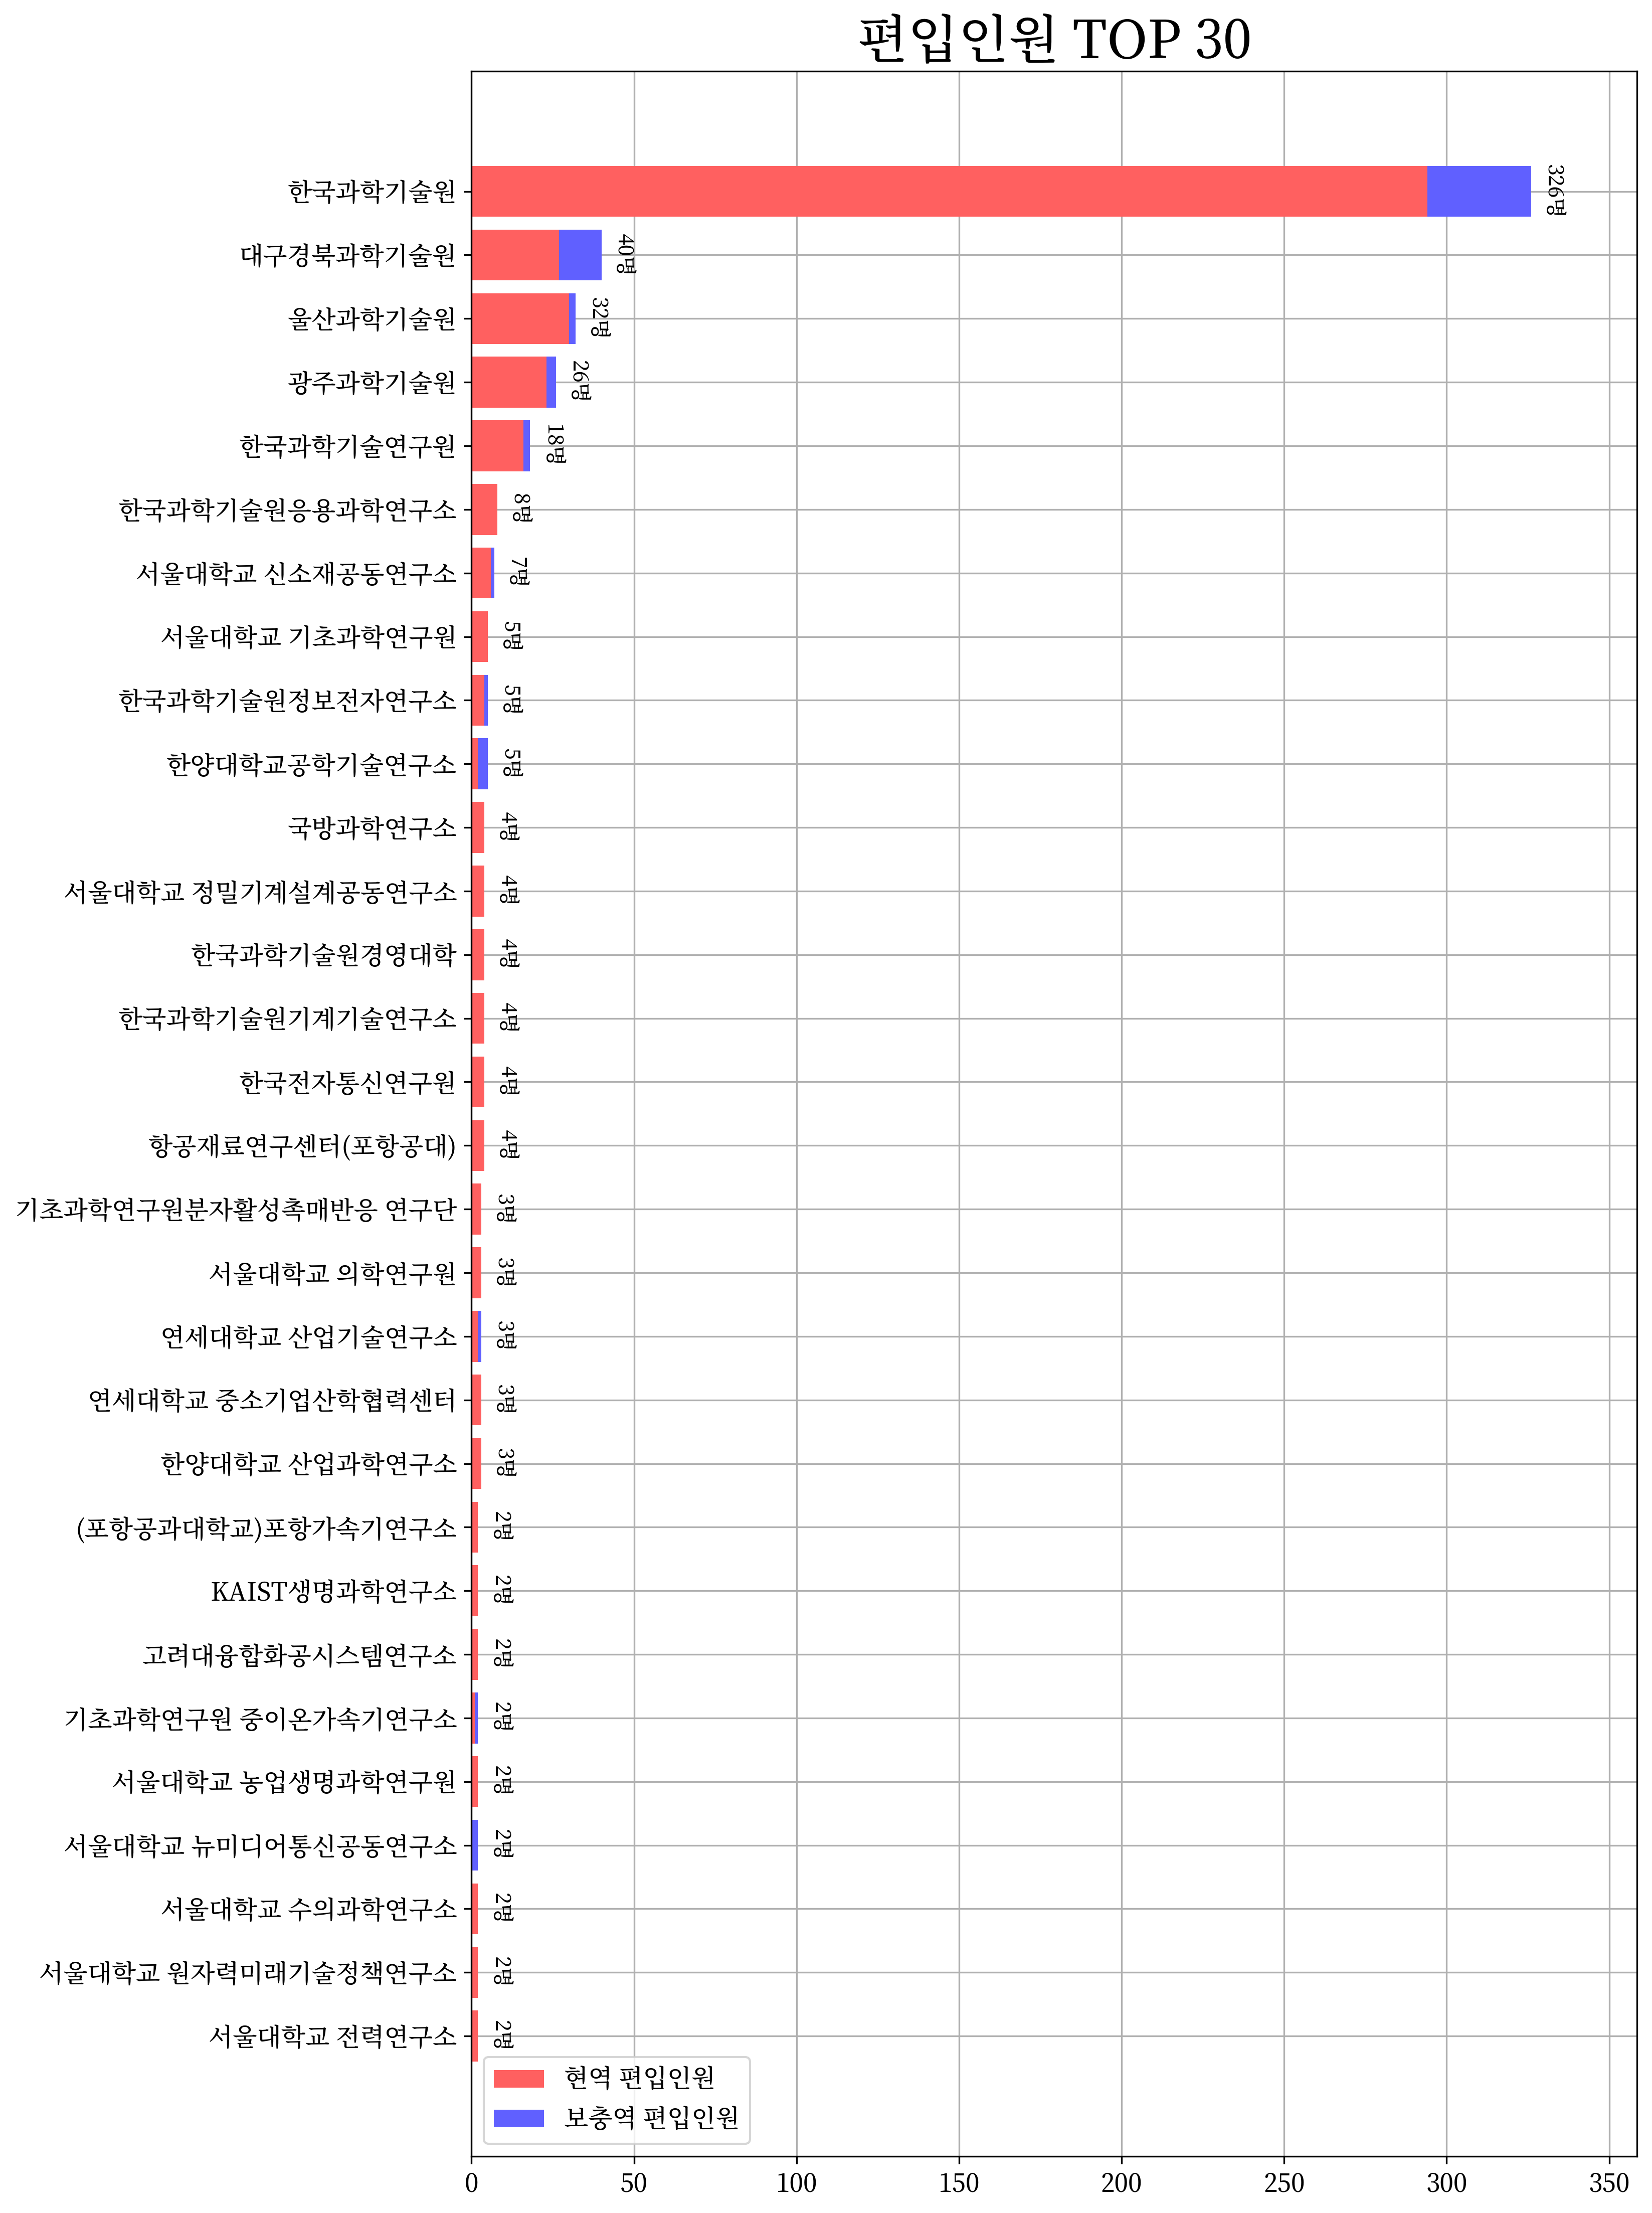 편입인원 TOP 30
한국과학기술원 326명
대구경북과학기술원 40명
울산과학기술원 32명
광주과학기술원 26명
한국과학기술연구원 18명
한국과학기술원응용과학연구소 8명
서울대학교 신소재공동연구소 7명
서울대학교 기초과학연구원 5명
한국과학기술원정보전자연구소 5명
한양대학교공학기술연구소 5명
국방과학연구소 4명
서울대학교 정밀기계설계공동연구소 4명
한국과학기술원경영대학 4명
한국과학기술원기계기술연구소 4명
한국전자통신연구원 4명
항공재료연구센터(포항공대) 4명
기초과학연구원분자활성촉매반응 연구단 3명
서울대학교 의학연구원 3명
연세대학교 산업기술연구소 3명
연세대학교 중소기업산학협력센터 3명
한양대학교 산업과학연구소 3명
(포항공과대학교)포항가속기연구소 2명
KAIST생명과학연구소 2명
고려대융합화공시스템연구소 2명
기초과학연구원 중이온가속기연구소 2명
서울대학교 농업생명과학연구원 2명
서울대학교 뉴미디어통신공동연구소 2명
서울대학교 수의과학연구소 2명
서울대학교 원자력미래기술정책연구소 2명
서울대학교 전력연구소 2명
현역 편입인원
보충역 편입인원
0 50 100 150 200 250 300 350